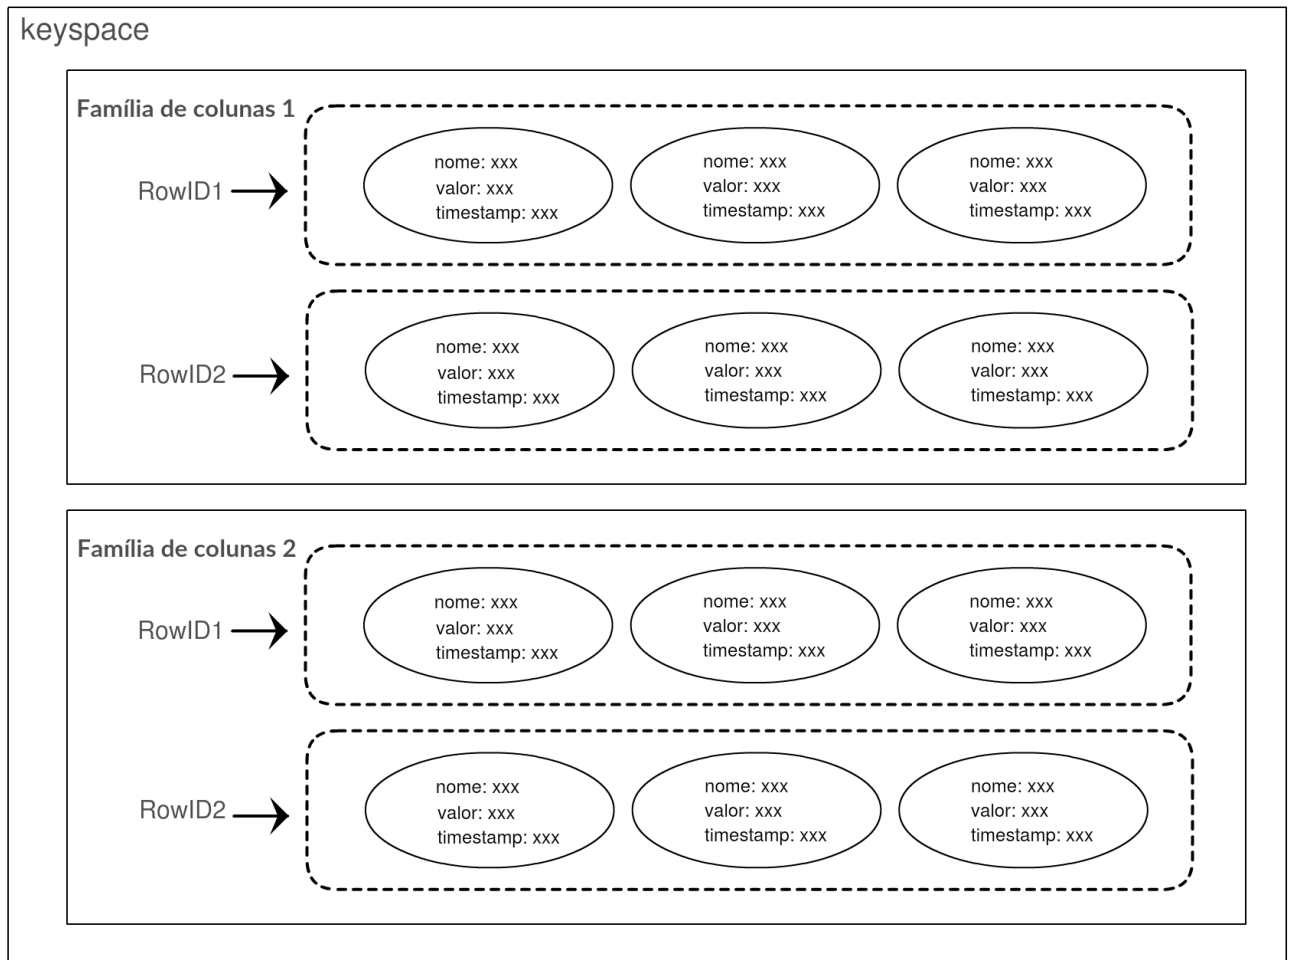 keyspace
Família de colunas 1
RowID1
nome: xxx
valor: xxx
timestamp: xxx
nome: xxx
valor: xxx
timestamp: xxx
nome: xxx
valor: xxx
timestamp: xxx
RowID2
nome: xxx
valor: xxx
timestamp: xxx
nome: xxx
valor: xxx
timestamp: xxx
nome: xxx
valor: xxx
timestamp: xxx
Família de colunas 2
RowID1
nome: xxx
valor: xxx
timestamp: xxx
nome: xxx
valor: xxx
timestamp: xxx
nome: xxx
valor: xxx
timestamp: xxx
RowID2
nome: xxx
valor: xxx
timestamp: xxx
nome: xxx
valor: xxx
timestamp: xxx
nome: xxx
valor: xxx
timestamp: xxx